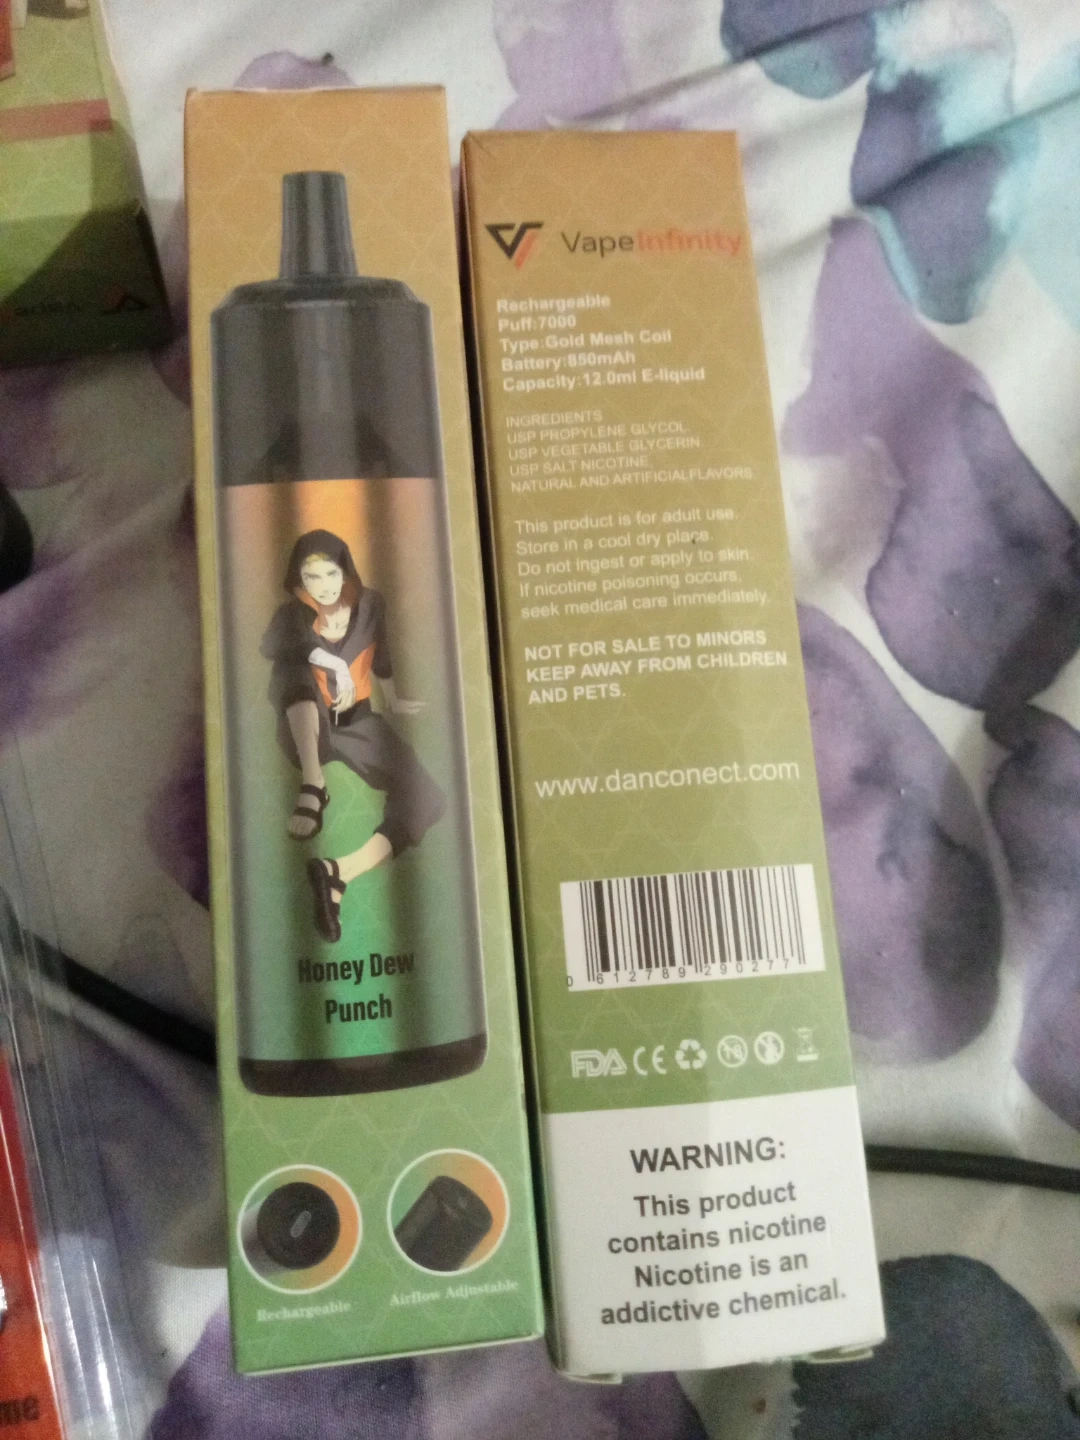 Honey Dew
Punch
Rechargeable
Airflow Adjustable
VapeInfinity
Rechargeable
Puff:7000
Type:Gold Mesh Coil
Battery:850mAh
Capacity:12.0ml E-liquid
INGREDIENTS
USP PROPYLENE GLYCOL.
USP VEGETABLE GLYCERIN.
USP SALT NICOTINE.
NATURAL AND ARTIFICIALFLAVORS.
This product is for adult use.
Store in a cool dry place.
Do not ingest or apply to skin.
If nicotine poisoning occurs,
seek medical care immediately.
NOT FOR SALE TO MINORS
KEEP AWAY FROM CHILDREN
AND PETS.
www.danconect.com
0 612789 290277
FDA CE 18
WARNING:
This product
contains nicotine
Nicotine is an
addictive chemical.
me